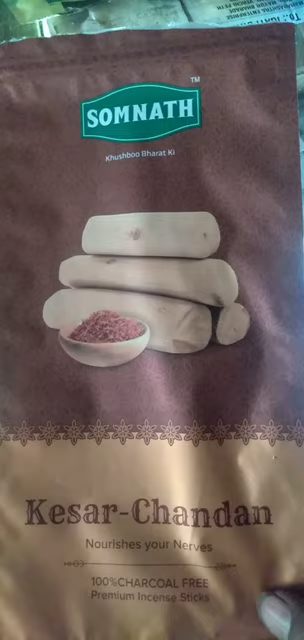 SOMNATH
TM
Khushboo Bharat Ki
Kesar-Chandan
Nourishes your Nerves
100%CHARCOAL FREE
Premium Incense Sticks